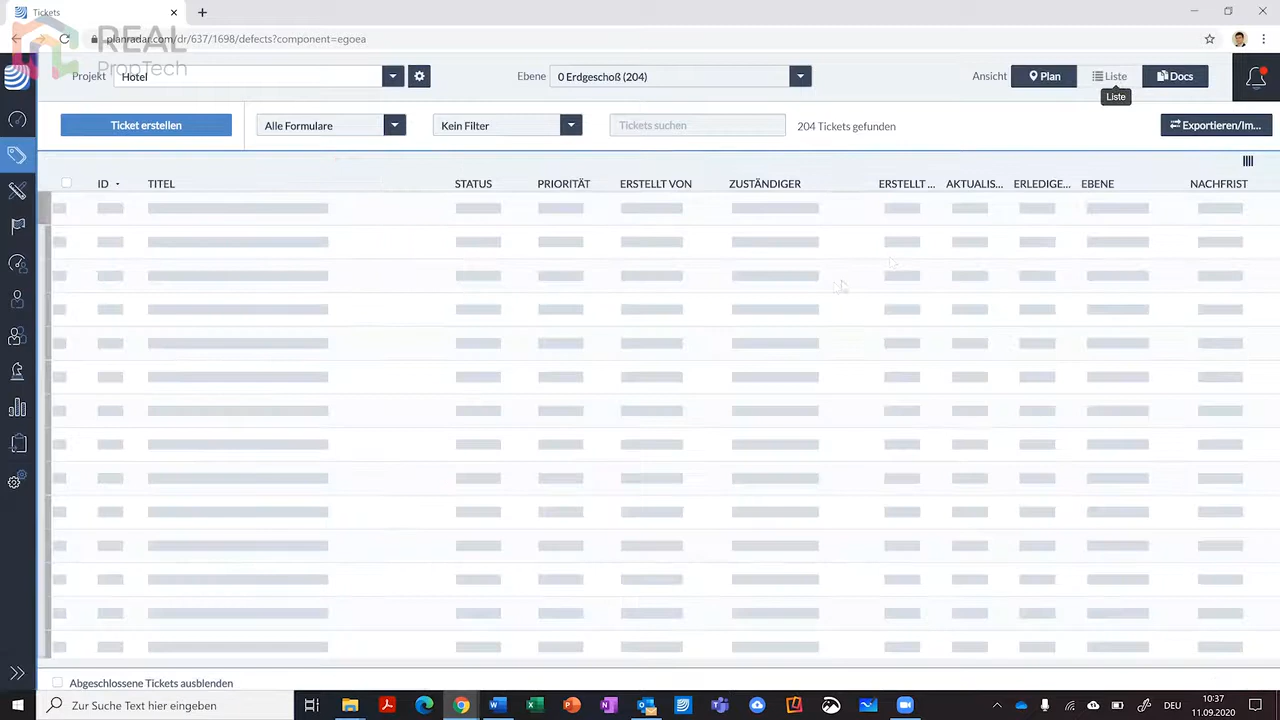 Tickets
planradar.com/dr/637/1698/defects?component=egoea
REAL
PropTech
Projekt
Hotel
Ebene
0 Erdgeschoß (204)
Ansicht
Plan
Liste
Docs
Liste
Ticket erstellen
Alle Formulare
Kein Filter
Tickets suchen
204 Tickets gefunden
Exportieren/Im...
ID
TITEL
STATUS
PRIORITÄT
ERSTELLT VON
ZUSTÄNDIGER
ERSTELLT ...
AKTUALIS...
ERLEDIGE...
EBENE
NACHFRIST
Abgeschlossene Tickets ausblenden
Zur Suche Text hier eingeben
DEU
10:37
11.09.2020